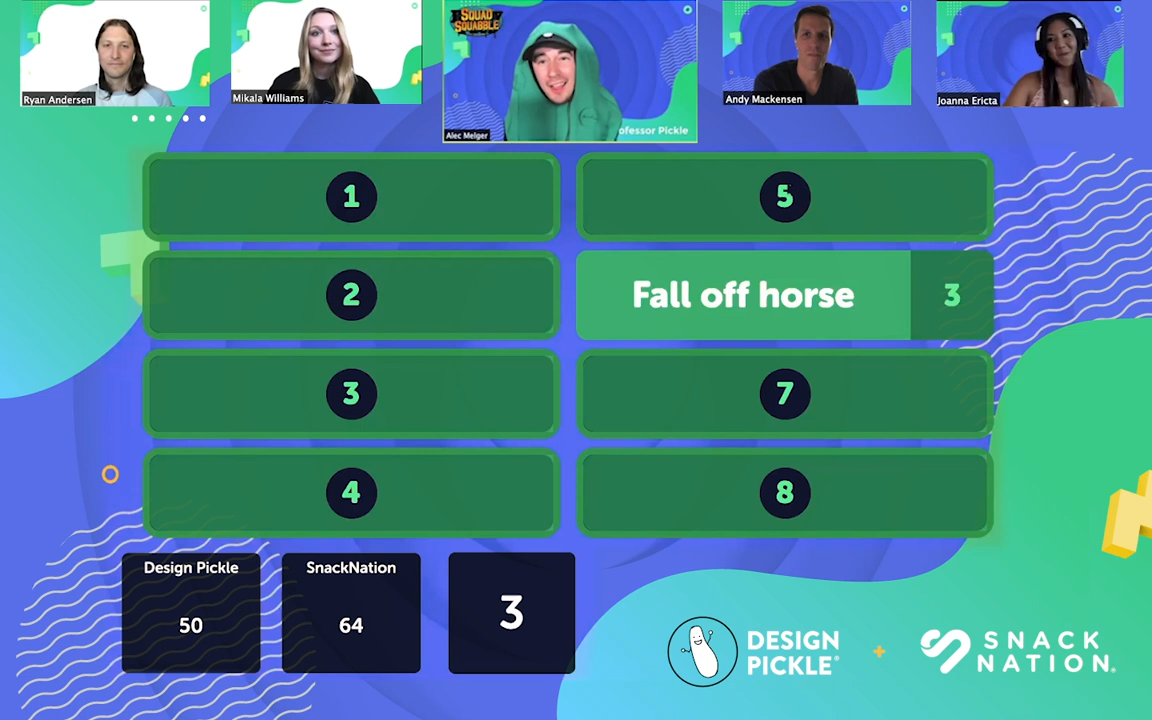 SQUAD
SQUABBLE
Ryan Andersen
Mikala Williams
Alec Melger
ofessor Pickle
Andy Mackensen
Joanna Ericta
1
5
2
Fall off horse
3
3
7
4
8
Design Pickle
50
SnackNation
64
3
DESIGN
PICKLE®
+
SNACK
NATION.